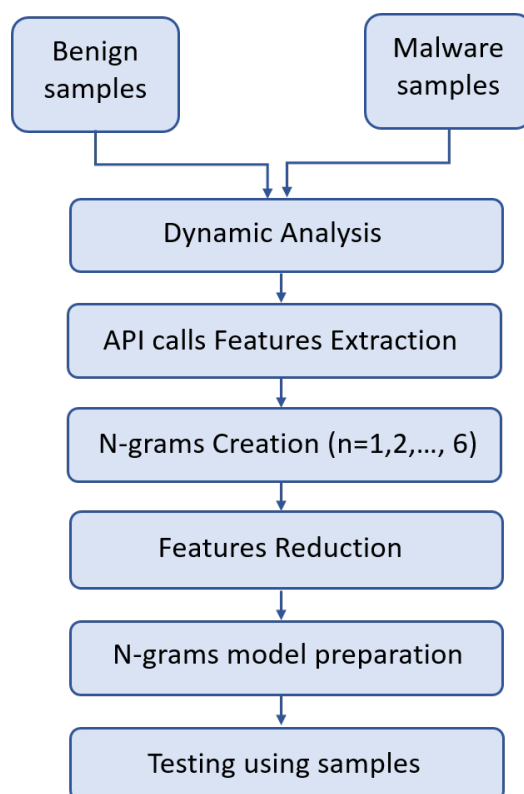 Benign
samples
Malware
samples
Dynamic Analysis
API calls Features Extraction
N-grams Creation (n=1,2,..., 6)
Features Reduction
N-grams model preparation
Testing using samples